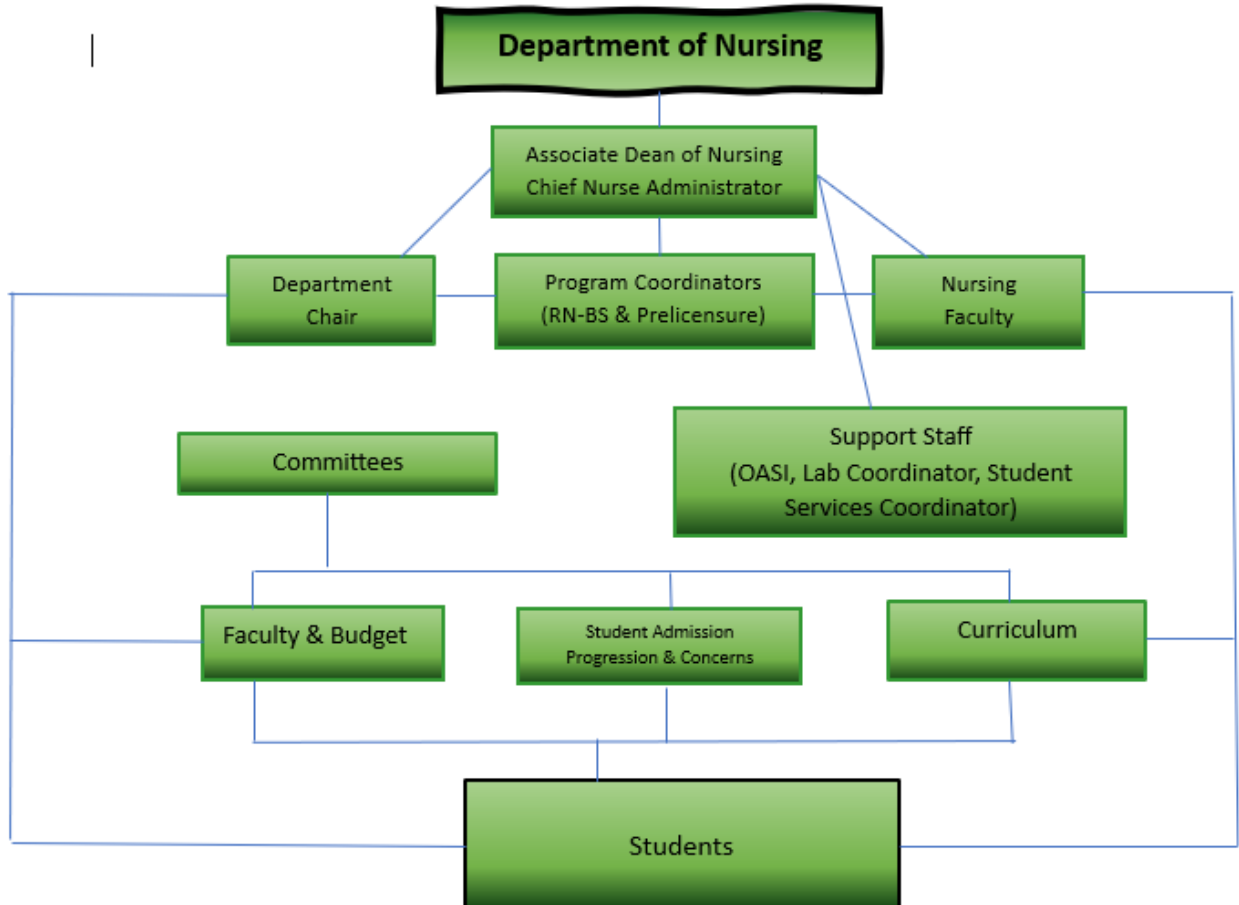 Department of Nursing
Associate Dean of Nursing
Chief Nurse Administrator
Department
Chair
Program Coordinators
(RN-BS & Prelicensure)
Nursing
Faculty
Committees
Support Staff
(OASI, Lab Coordinator, Student
Services Coordinator)
Faculty & Budget
Student Admission
Progression & Concerns
Curriculum
Students